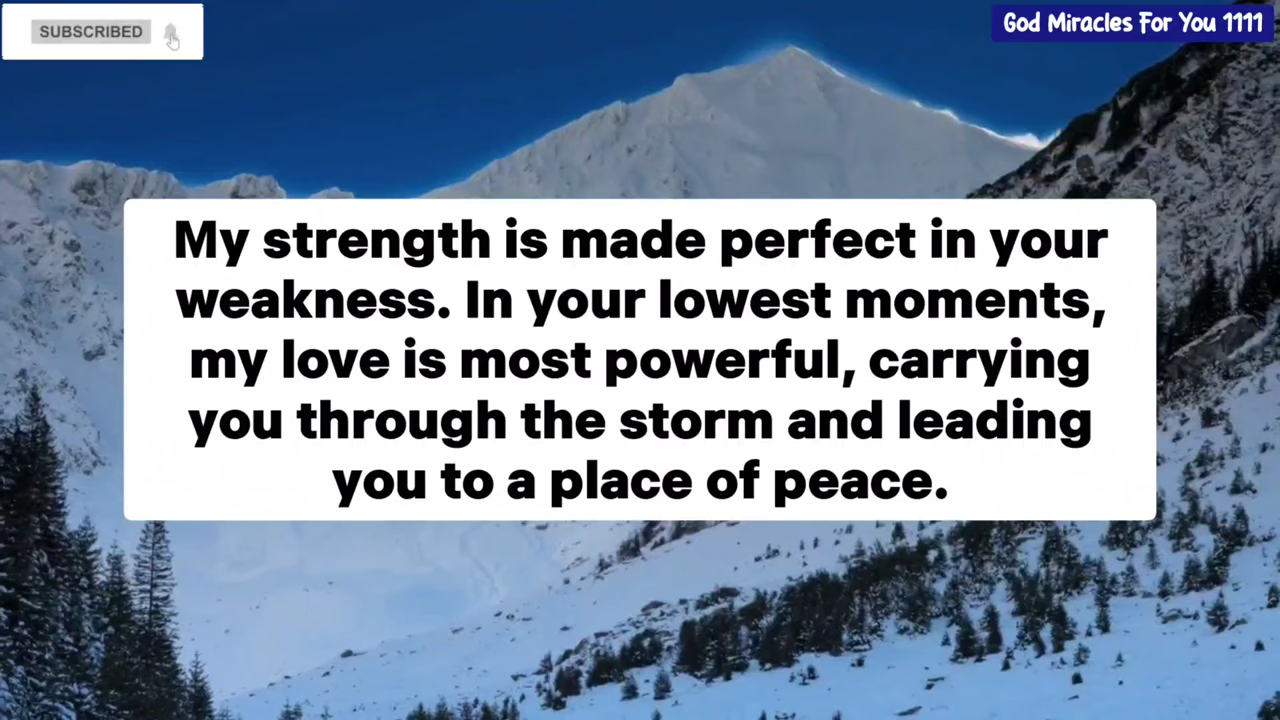 SUBSCRIBED
God Miracles For You 1111
My strength is made perfect in your
weakness. In your lowest moments,
my love is most powerful, carrying
you through the storm and leading
you to a place of peace.